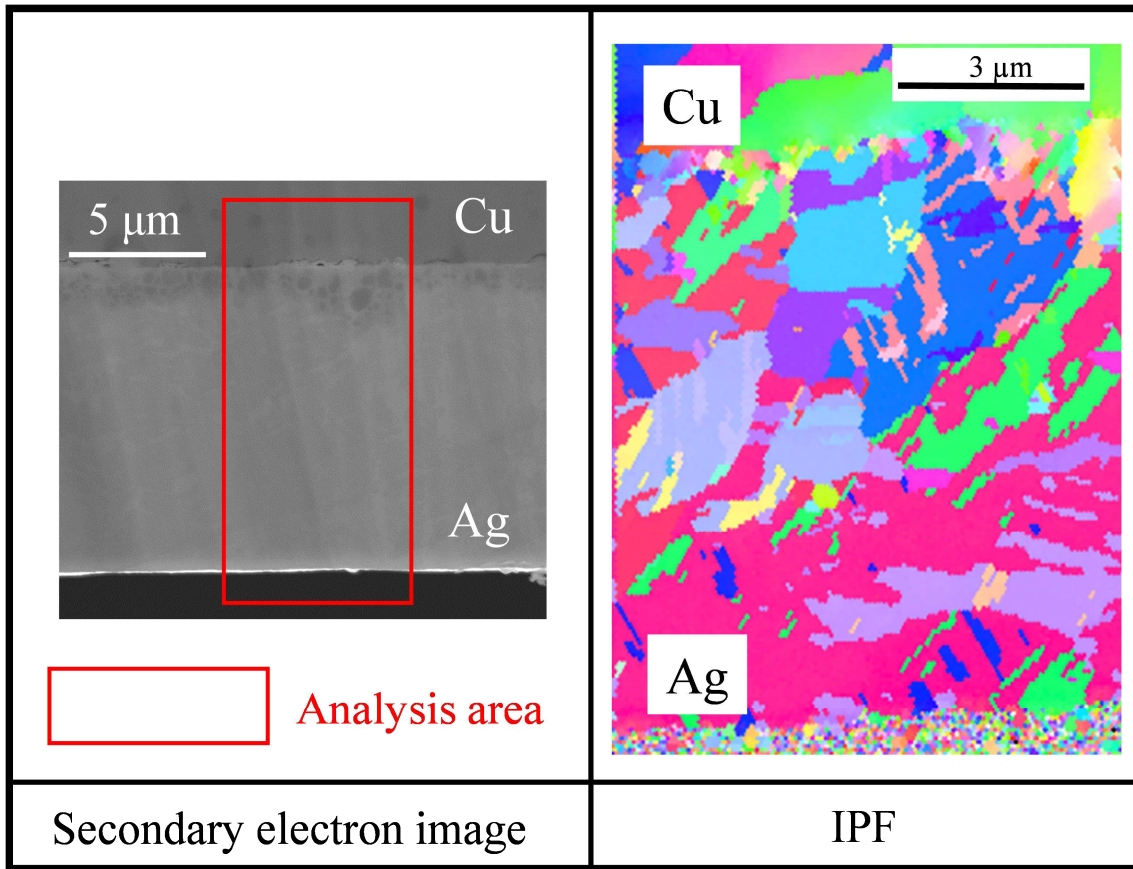 5 μm
Cu
Ag
Analysis area
Secondary electron image
3 μm
Cu
Ag
IPF